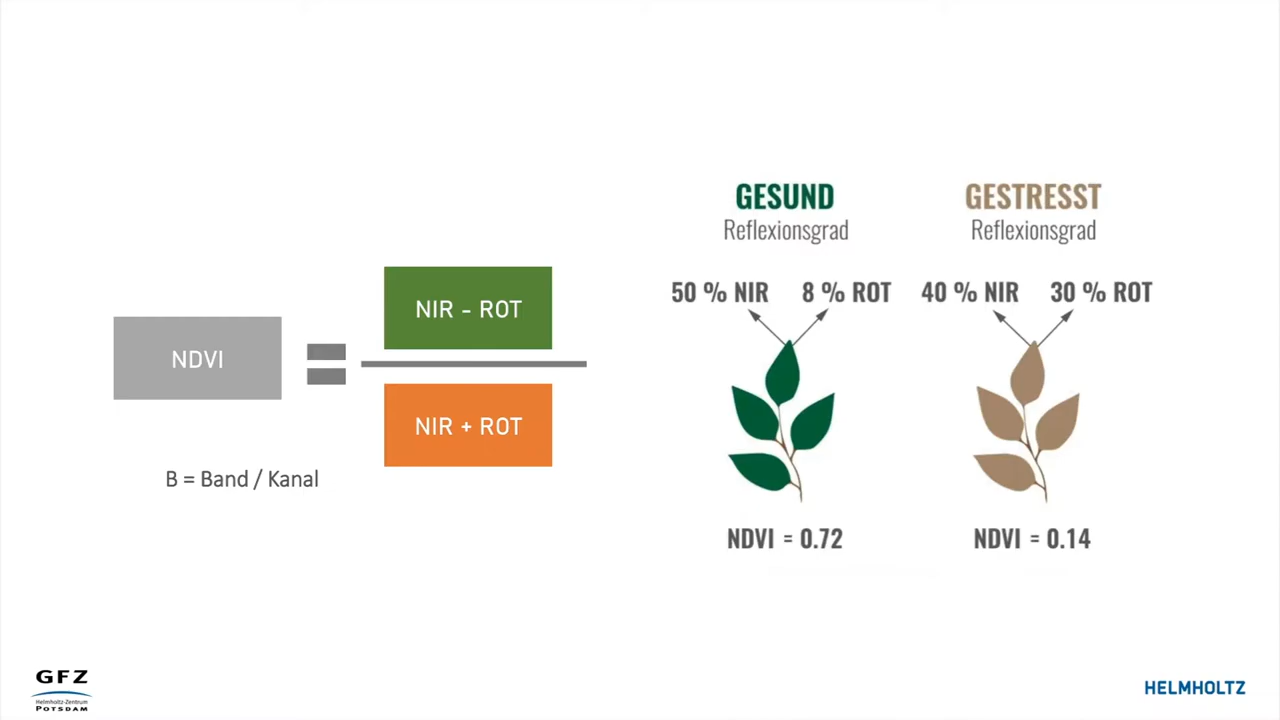 NDVI
NIR - ROT
NIR + ROT
B = Band / Kanal
GESUND
Reflexionsgrad
50 % NIR 8 % ROT
NDVI = 0.72
GESTRESST
Reflexionsgrad
40 % NIR 30 % ROT
NDVI = 0.14
GFZ
Helmholtz-Zentrum
POTSDAM
HELMHOLTZ